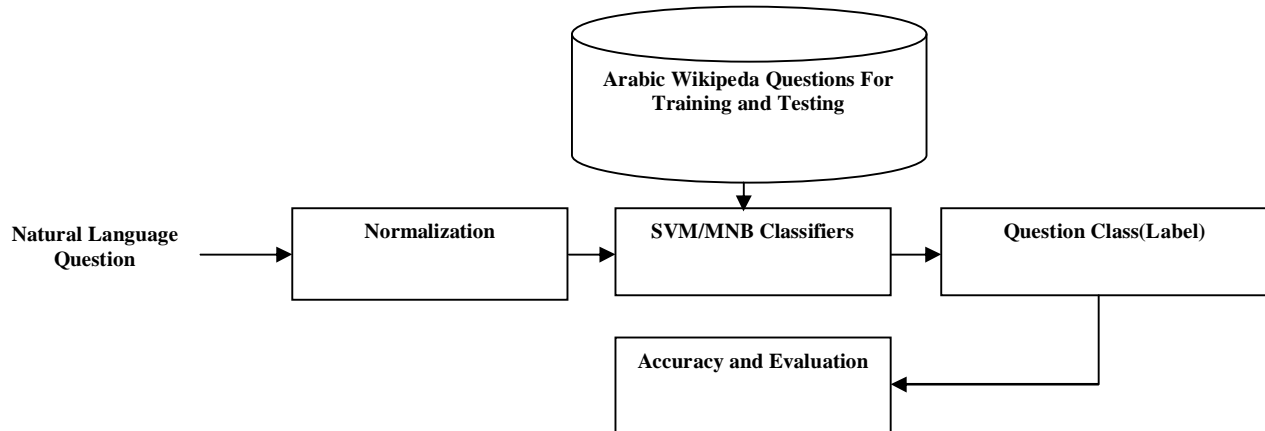 Arabic Wikipeda Questions For
Training and Testing
Natural Language
Question
Normalization
SVM/MNB Classifiers
Question Class(Label)
Accuracy and Evaluation